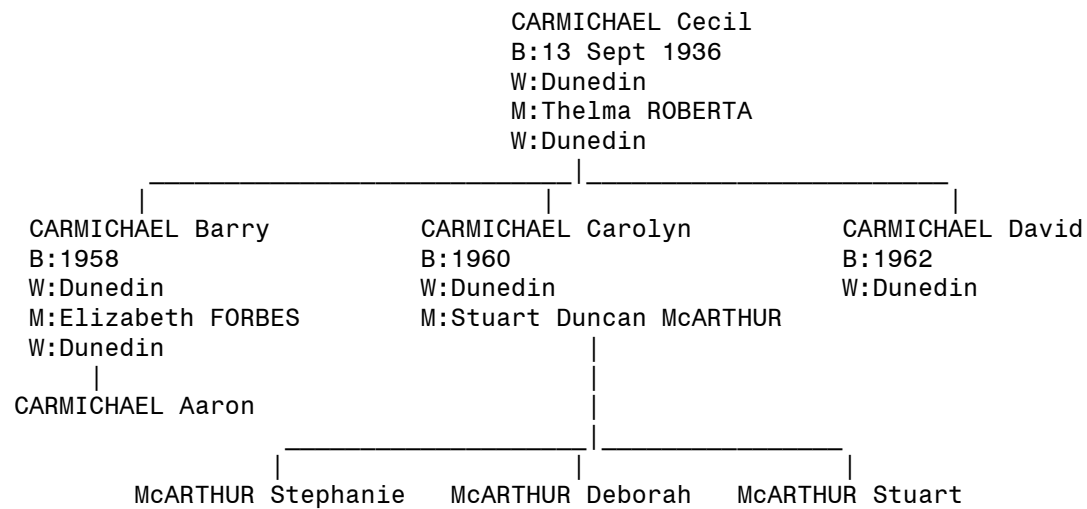 CARMICHAEL Cecil
B:13 Sept 1936
W:Dunedin
M:Thelma ROBERTA
W:Dunedin
CARMICHAEL Barry CARMICHAEL Carolyn CARMICHAEL David
B:1958 B:1960 B:1962
W:Dunedin W:Dunedin W:Dunedin
M:Elizabeth FORBES M:Stuart Duncan McARTHUR
W:Dunedin
CARMICHAEL Aaron
McARTHUR Stephanie McARTHUR Deborah McARTHUR Stuart